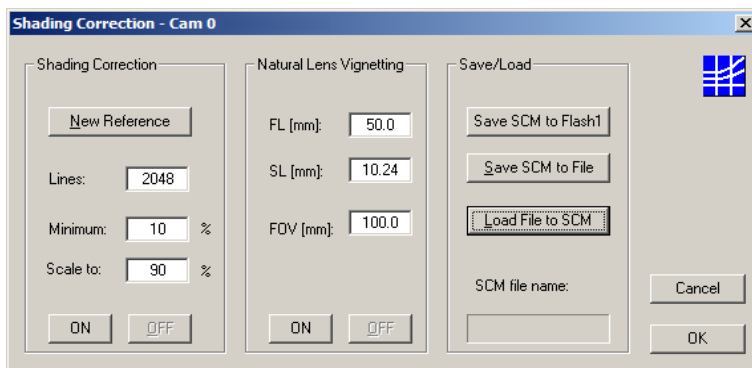 Shading Correction - Cam 0
Shading Correction
New Reference
Lines: 2048
Minimum: 10 %
Scale to: 90 %
ON OFF
Natural Lens Vignetting
FL [mm]: 50.0
SL [mm]: 10.24
FOV [mm]: 100.0
ON OFF
Save/Load
Save SCM to Flash1
Save SCM to File
Load File to SCM
SCM file name:
Cancel
OK